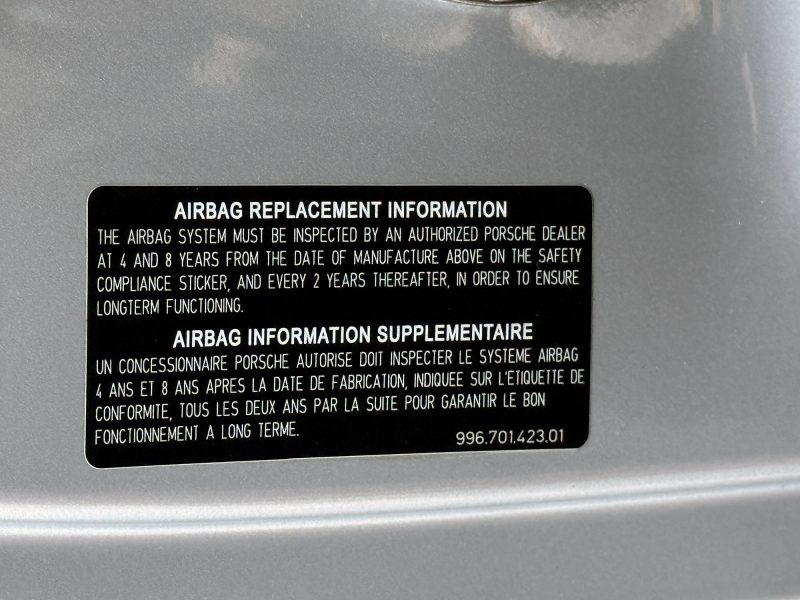 AIRBAG REPLACEMENT INFORMATION
THE AIRBAG SYSTEM MUST BE INSPECTED BY AN AUTHORIZED PORSCHE DEALER
AT 4 AND 8 YEARS FROM THE DATE OF MANUFACTURE ABOVE ON THE SAFETY
COMPLIANCE STICKER, AND EVERY 2 YEARS THEREAFTER, IN ORDER TO ENSURE
LONGTERM FUNCTIONING.
AIRBAG INFORMATION SUPPLEMENTAIRE
UN CONCESSIONNAIRE PORSCHE AUTORISE DOIT INSPECTER LE SYSTEME AIRBAG
4 ANS ET 8 ANS APRES LA DATE DE FABRICATION, INDIQUEE SUR L'ETIQUETTE DE
CONFORMITE, TOUS LES DEUX ANS PAR LA SUITE POUR GARANTIR LE BON
FONCTIONNEMENT A LONG TERME.
996.701.423.01